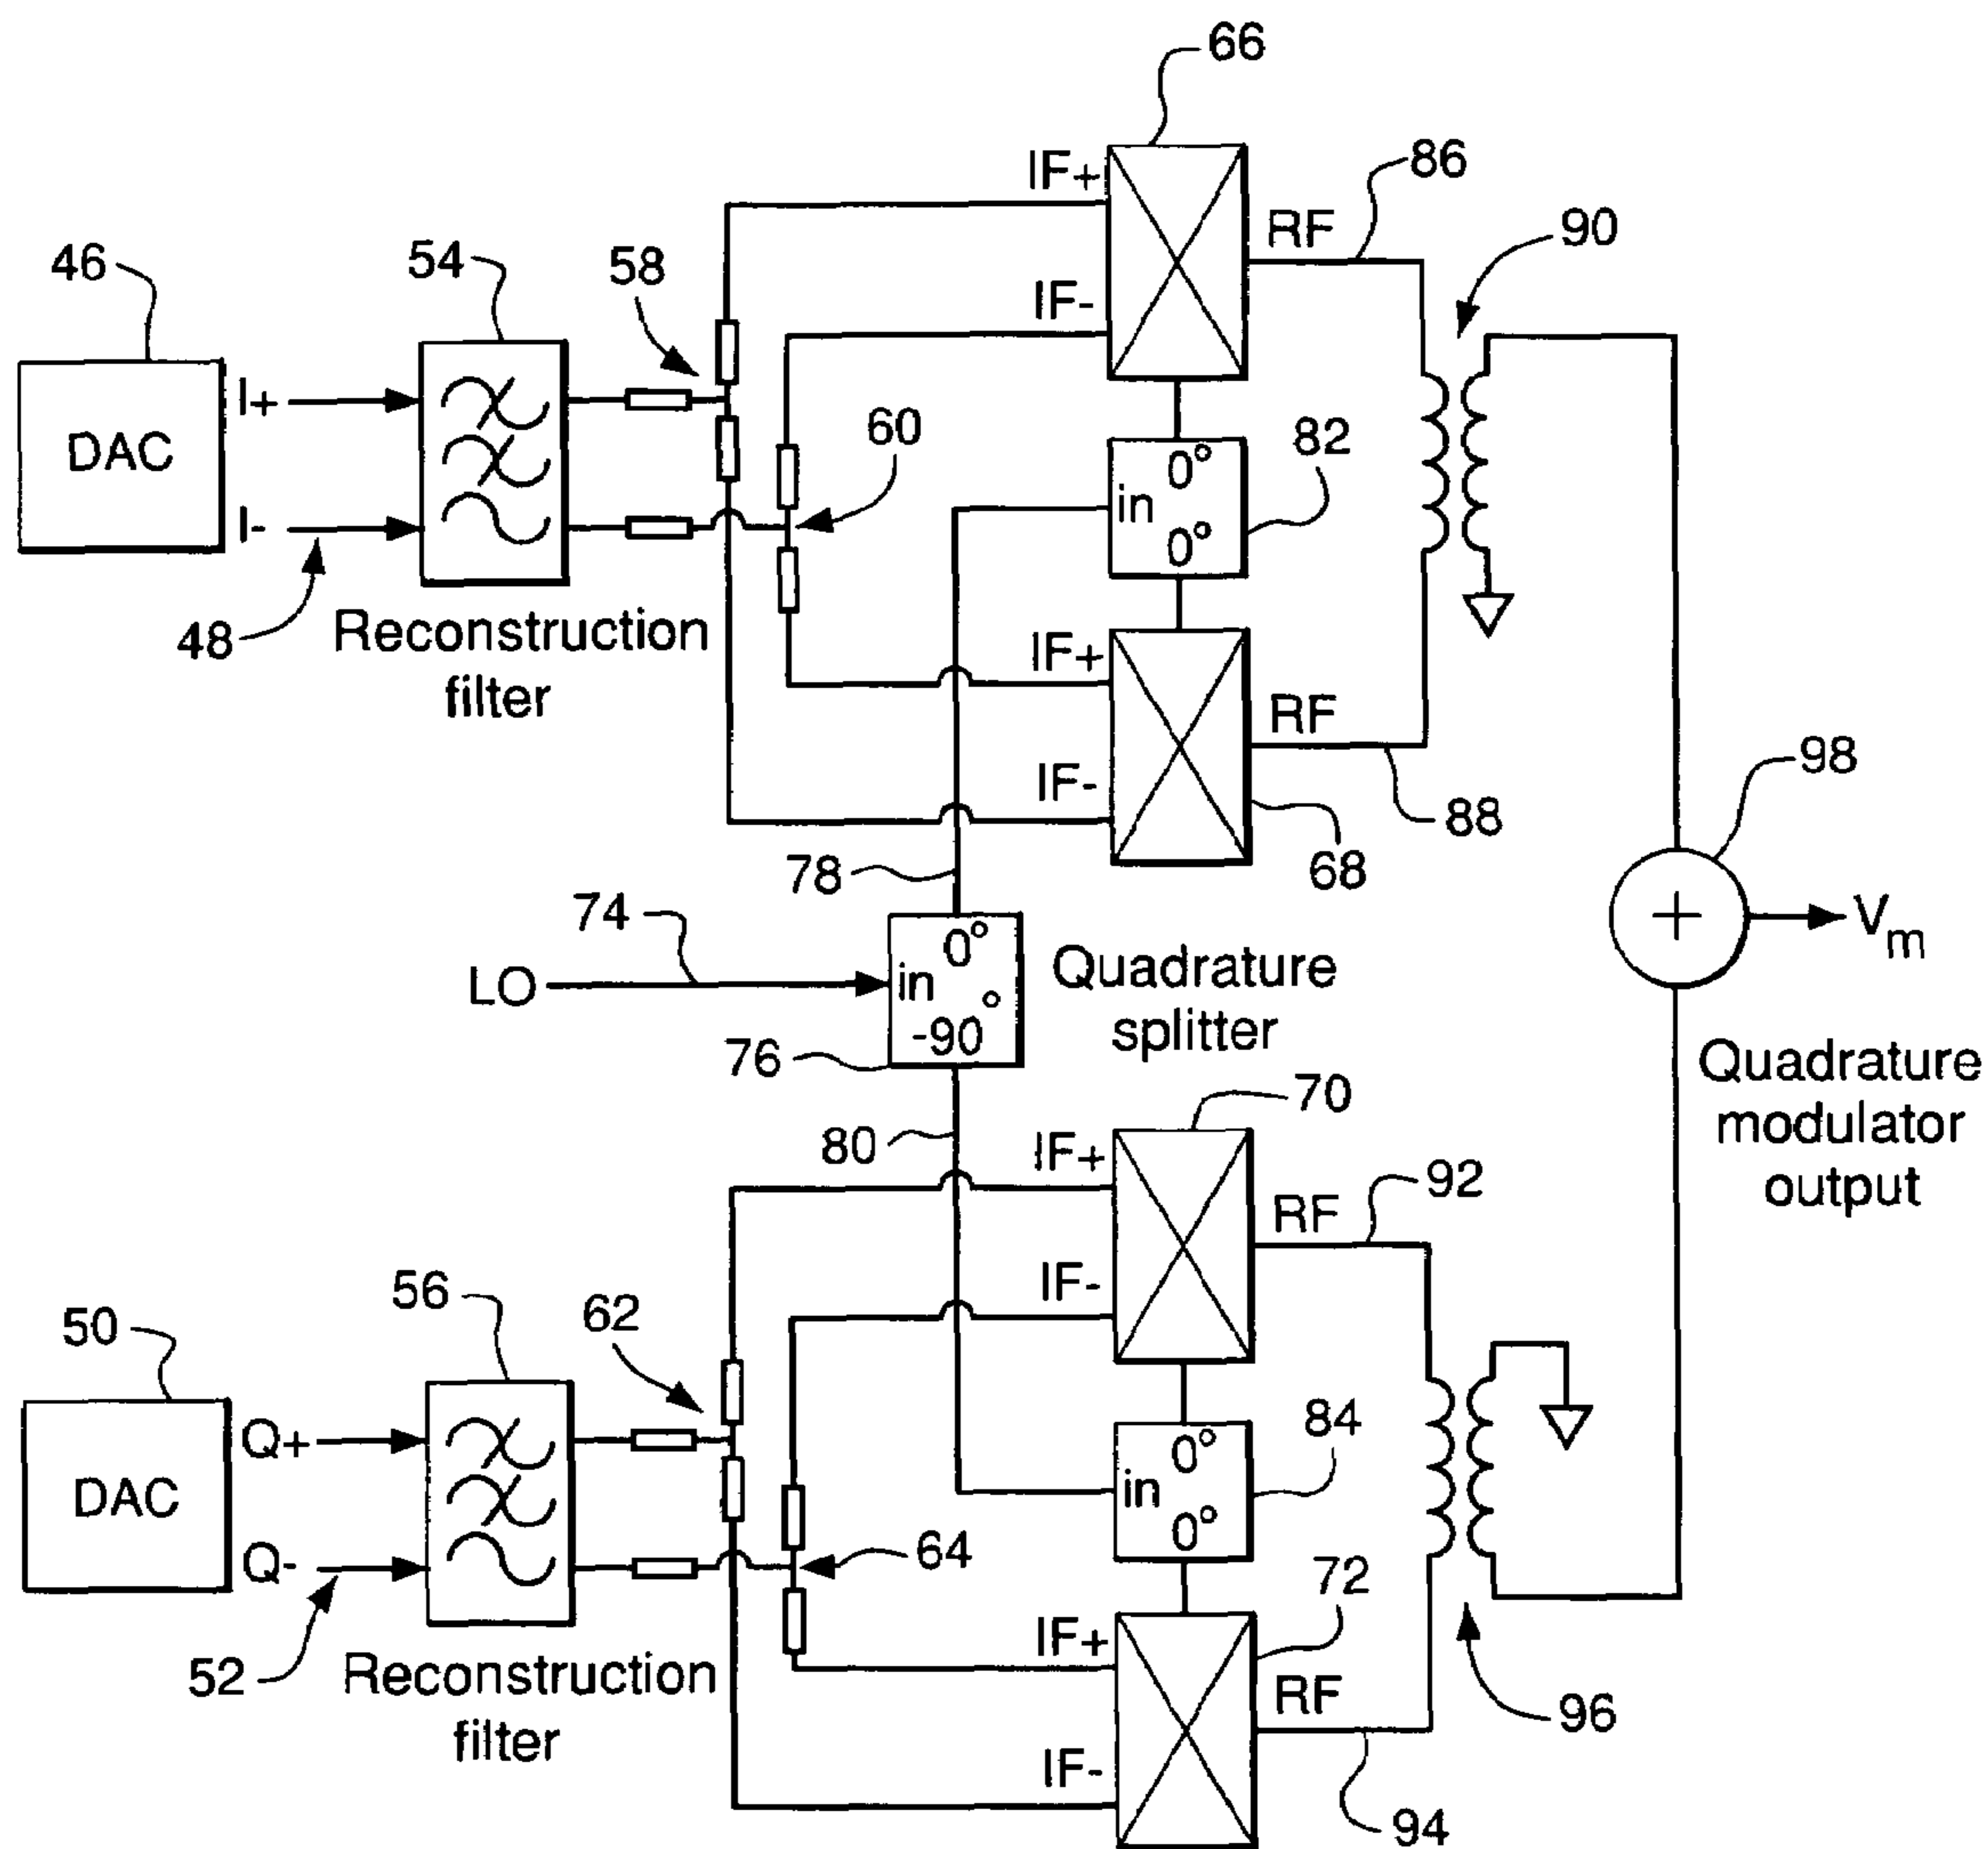 66
IF+
86
RF
90
46
54
58
IF-
I+
DAC
60
82
0°
in
0°
I-
48
Reconstruction
filter
IF+
RF
IF-
98
88
68
78
74
0°
LO
in
-90°
Quadrature
splitter
+
Vm
76
Quadrature
modulator
output
70
80
IF+
92
RF
IF-
56
62
50
84
Q+
0°
in
0°
DAC
64
Q-
72
52
Reconstruction
filter
IF+
RF
96
IF-
94